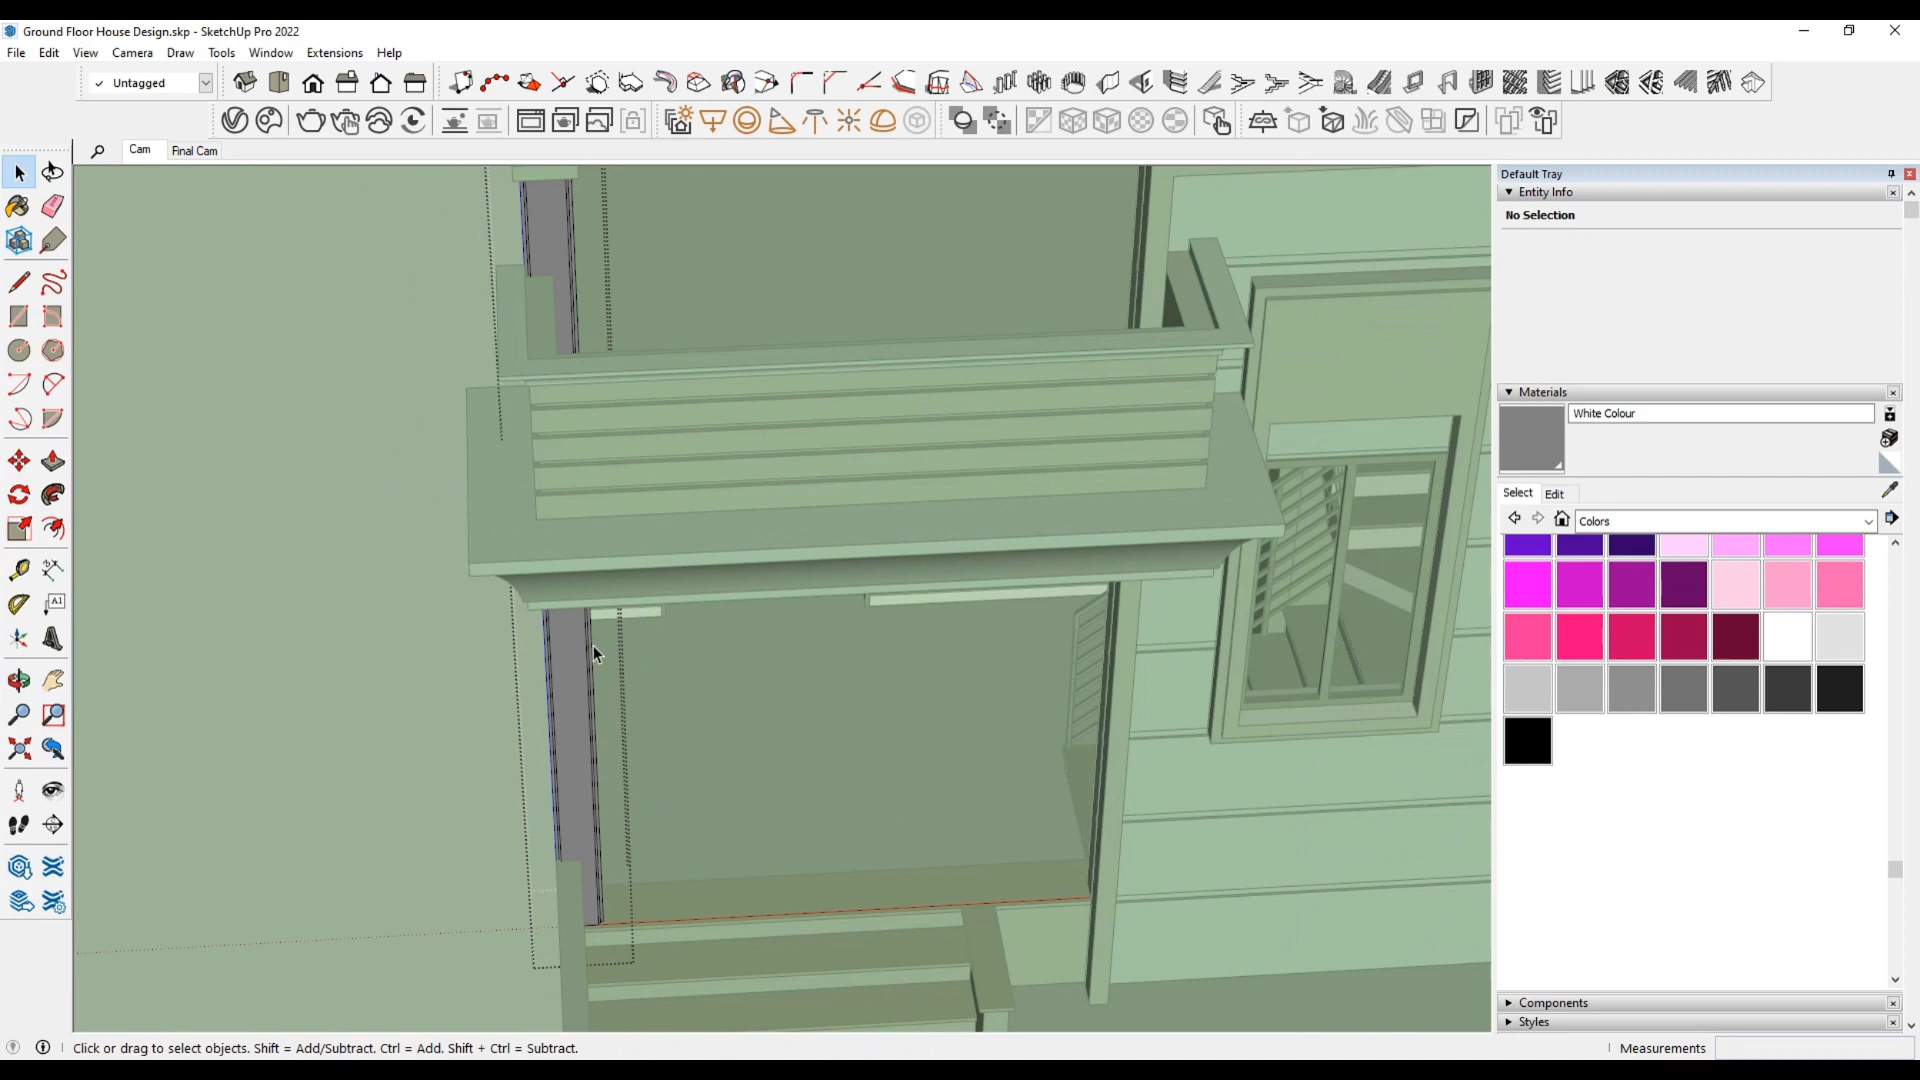 Ground Floor House Design.skp - SketchUp Pro 2022
File Edit View Camera Draw Tools Window Extensions Help
Untagged
Cam Final Cam
Default Tray
Entity Info
No Selection
Materials
White Colour
Select Edit
Colors
A1
Components
Styles
Click or drag to select objects. Shift = Add/Subtract. Ctrl = Add. Shift + Ctrl = Subtract.
Measurements